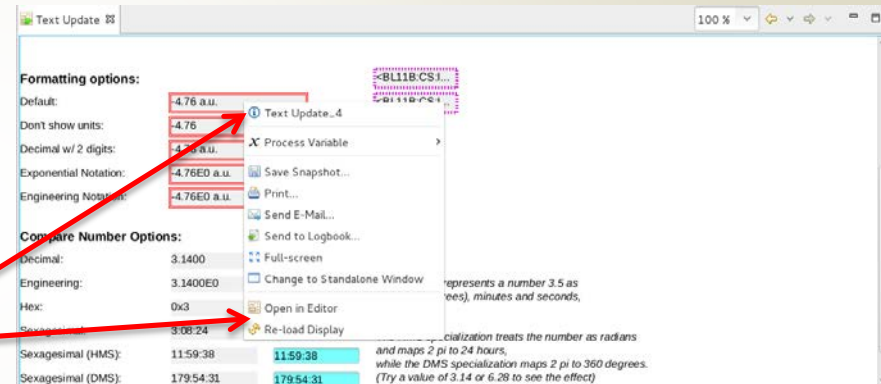 Text Update
100 %
Formatting options:
<BL11B:CS:I...
Default:
-4.76 a.u.
<BL11B:CS:I...
Text Update_4
Don't show units:
-4.76
X Process Variable
Decimal w/ 2 digits:
a.u.
Save Snapshot...
Exponential Notation:
-4.76E0 a.u.
Print...
Engineering Notation:
-4.76E0 a.u.
Send E-Mail...
Compare Number Options:
Send to Logbook...
Decimal:
3.1400
Full-screen
Change to Standalone Window
Engineering:
3.1400E0
represents a number 3.5 as
ees), minutes and seconds,
Hex:
0x3
Open in Editor
Sexagesimal:
3:08:24
Re-load Display
specialization treats the number as radians
Sexagesimal (HMS):
11:59:38
11:59:38
and maps 2 pi to 24 hours,
while the DMS specialization maps 2 pi to 360 degrees.
Sexagesimal (DMS):
179:54:31
179:54:31
(Try a value of 3.14 or 6.28 to see the effect)